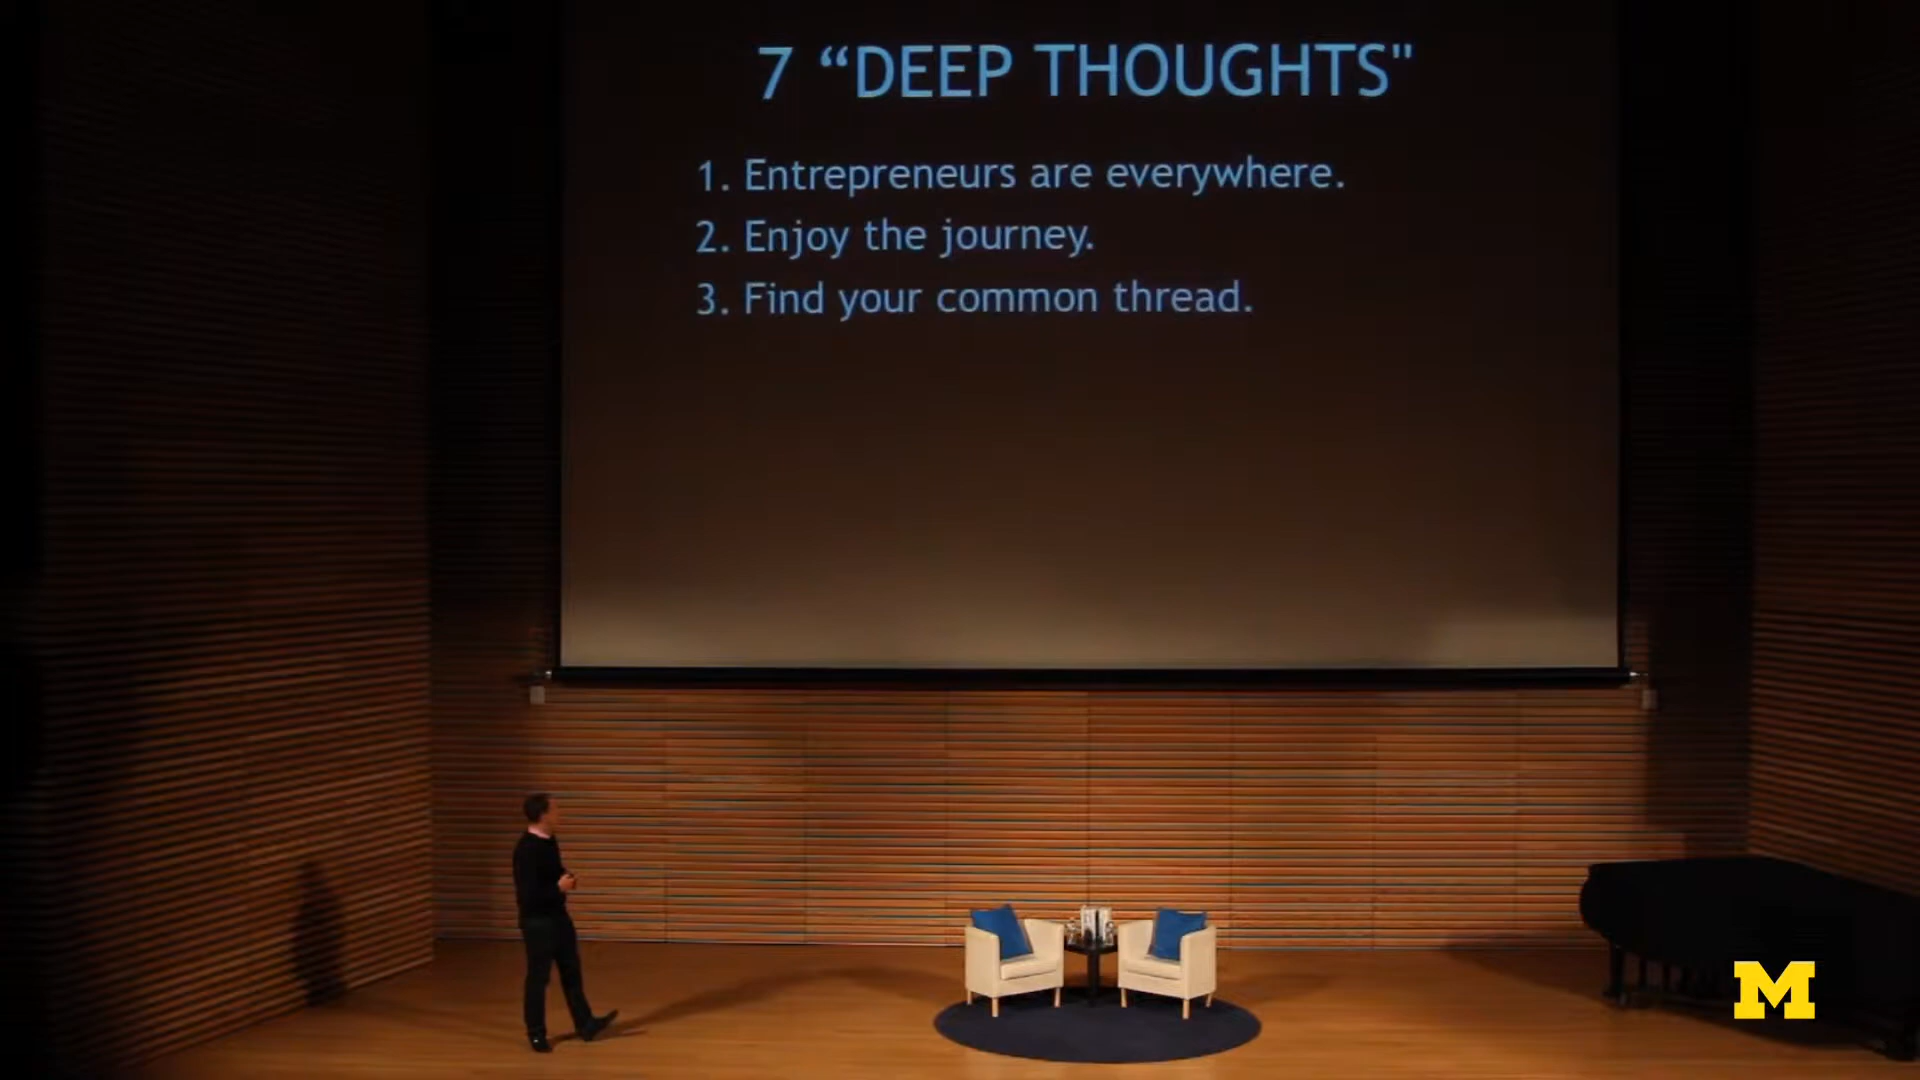 7 “DEEP THOUGHTS"
1. Entrepreneurs are everywhere.
2. Enjoy the journey.
3. Find your common thread.
M